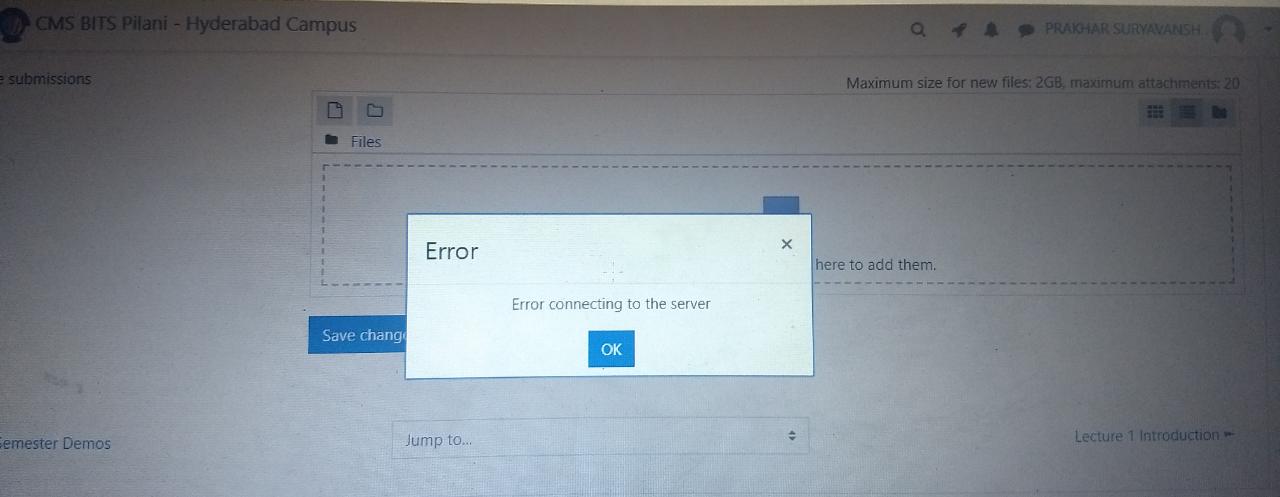 CMS BITS Pilani - Hyderabad Campus
PRAKHAR SURYAVANSH
submissions
Maximum size for new files: 2GB, maximum attachments: 20
Files
Error
here to add them.
Error connecting to the server
Save chang
OK
Semester Demos
Jump to...
Lecture 1 Introduction